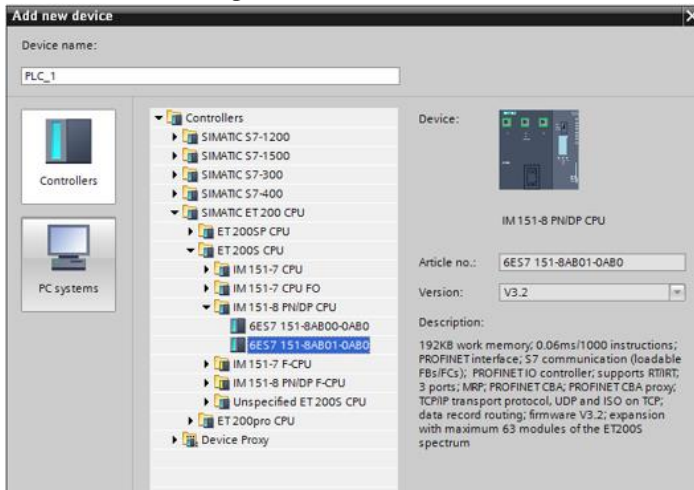 Add new device
Device name:
PLC_1
Controllers
PC systems
Controllers
SIMATIC S7-1200
SIMATIC S7-1500
SIMATIC S7-300
SIMATIC S7-400
SIMATIC ET 200 CPU
ET 200SP CPU
ET 200S CPU
IM 151-7 CPU
IM 151-7 CPU FO
IM 151-8 PN/DP CPU
6ES7 151-8AB00-0AB0
6ES7 151-8AB01-0AB0
IM 151-7 F-CPU
IM 151-8 PN/DP F-CPU
Unspecified ET 200S CPU
ET 200pro CPU
Device Proxy
Device:
IM 151-8 PN/DP CPU
Article no.: 6ES7 151-8AB01-0AB0
Version: V3.2
Description:
192KB work memory; 0.06ms/1000 instructions;
PROFINET interface; S7 communication (loadable
FBs/FCs); PROFINET IO controller; supports RT/IRT;
3 ports; MRP; PROFINET CBA; PROFINET CBA proxy;
TCP/IP transport protocol, UDP and ISO on TCP;
data record routing; firmware V3.2; expansion
with maximum 63 modules of the ET200S
spectrum